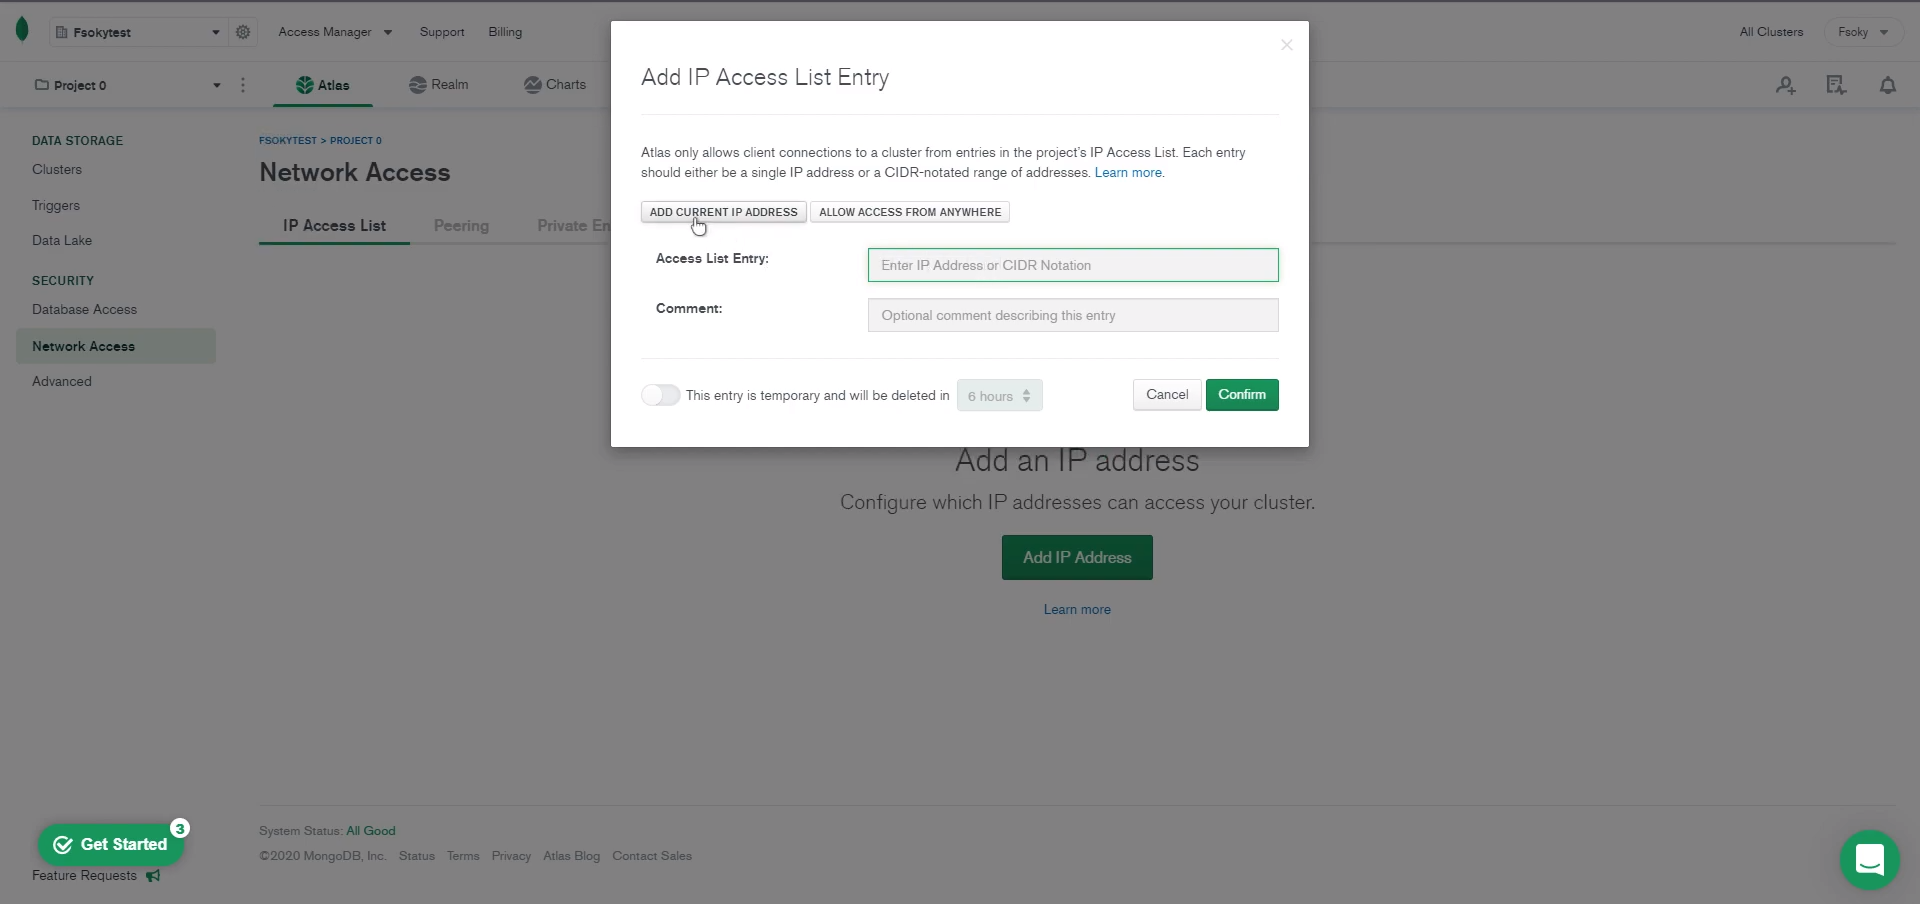 Fsokytest
Access Manager
Support
Billing
All Clusters
Fsoky
Project 0
Atlas
Realm
Charts
DATA STORAGE
Clusters
Triggers
Data Lake
SECURITY
Database Access
Network Access
Advanced
FSOKYTEST > PROJECT 0
Network Access
IP Access List
Peering
Private En
Add IP Access List Entry
Atlas only allows client connections to a cluster from entries in the project's IP Access List. Each entry
should either be a single IP address or a CIDR-notated range of addresses. Learn more.
ADD CURRENT IP ADDRESS
ALLOW ACCESS FROM ANYWHERE
Access List Entry:
Enter IP Address or CIDR Notation
Comment:
Optional comment describing this entry
This entry is temporary and will be deleted in
6 hours
Cancel
Confirm
Add an IP address
Configure which IP addresses can access your cluster.
Add IP Address
Learn more
System Status: All Good
©2020 MongoDB, Inc. Status Terms Privacy Atlas Blog Contact Sales
Get Started
3
Feature Requests